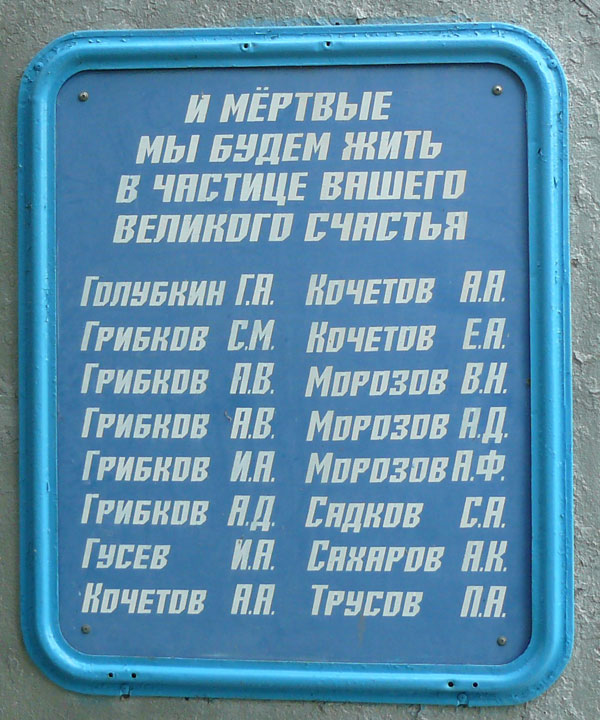 И МЁРТВЫЕ
МЫ БУДЕМ ЖИТЬ
В ЧАСТИЦЕ ВАШЕГО
ВЕЛИКОГО СЧАСТЬЯ
ГОЛУБКИН Г.А.
ГРИБКОВ С.М.
ГРИБКОВ А.В.
ГРИБКОВ А.В.
ГРИБКОВ И.А.
ГРИБКОВ А.Д.
ГУСЕВ И.А.
КОЧЕТОВ А.А.
КОЧЕТОВ А.А.
КОЧЕТОВ Е.А.
МОРОЗОВ В.Н.
МОРОЗОВ А.Д.
МОРОЗОВ А.Ф.
САДКОВ С.А.
САХАРОВ А.К.
ТРУСОВ П.А.